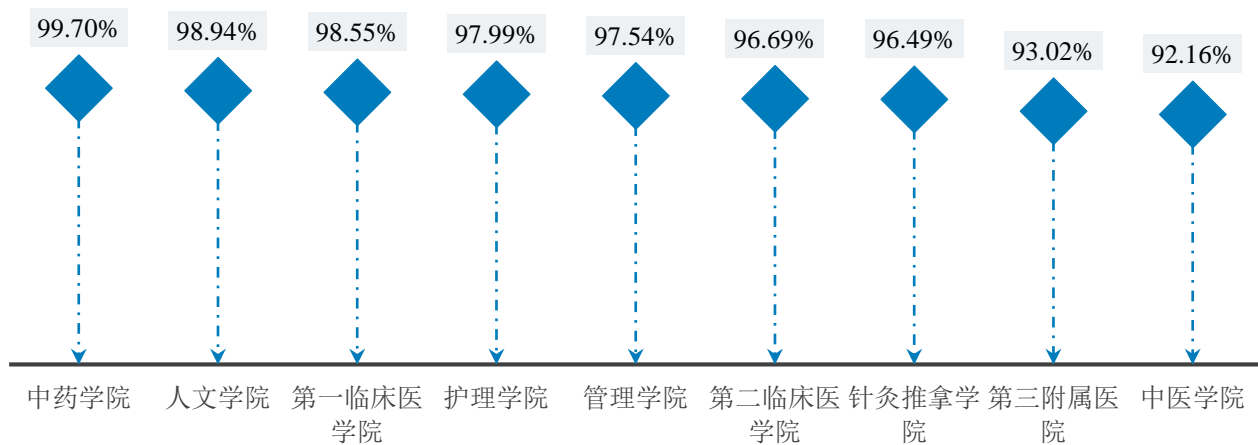 99.70%
98.94%
98.55%
97.99%
97.54%
96.69%
96.49%
93.02%
92.16%
中药学院
人文学院
第一临床医
学院
护理学院
管理学院
第二临床医
学院
针灸推拿学
院
第三附属医
院
中医学院